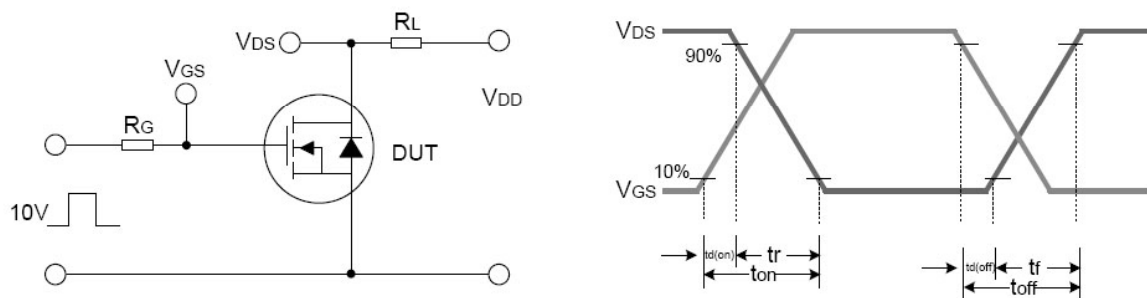 RL
VDS
VGS
VDD
RG
DUT
10V
VDS
90%
10%
VGS
td(on)
tr
ton
td(off)
tf
toff